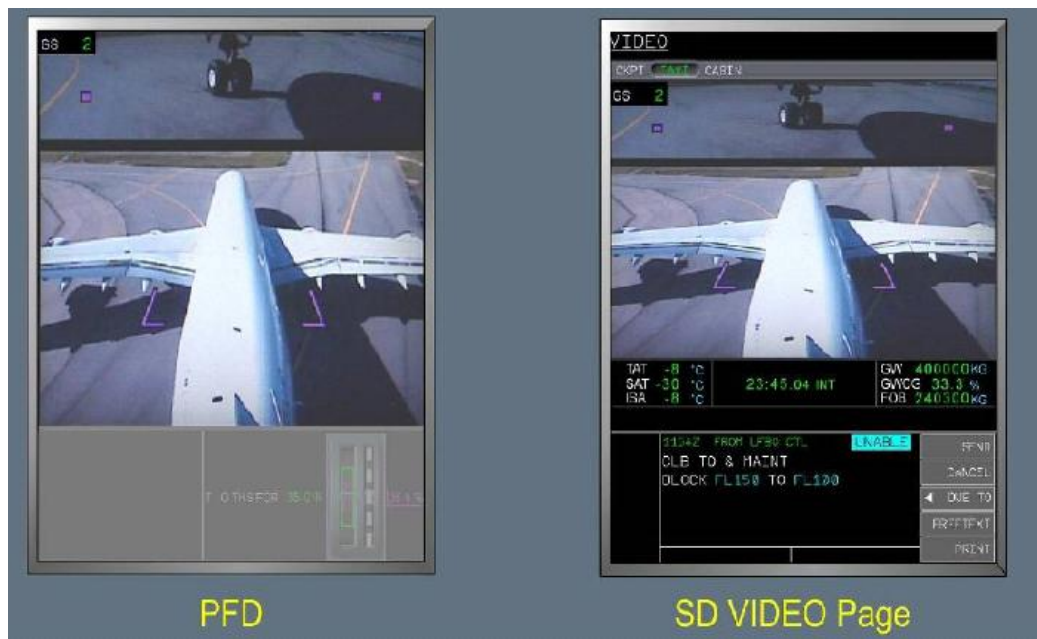 GS 2
VIDEO
CKPT TAXI CABIN
GS 2
TAT -8 °C
SAT -30 °C
ISA -8 °C
23:45.04 INT
GW 400000KG
GWCG 33.3 %
FOB 240300KG
FROM LFBO CTL UNABLE
CLB TO & MAINT
BLOCK FL150 TO FL180
SEND
CANCEL
DUE TO
FREETEXT
PRINT
PFD
SD VIDEO Page